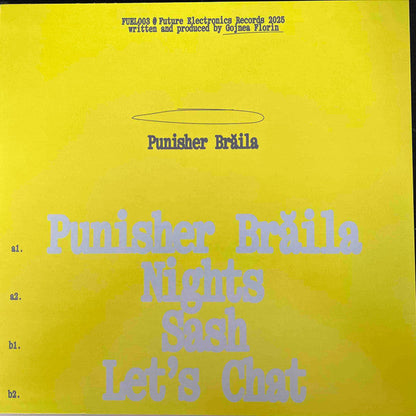 FUEL003 @ Future Electronics Records 2025
written and produced by Gojnea Florin
Punisher Brăila
a1. Punisher Brăila
a2. Nights
b1. Sash
b2. Let's Chat